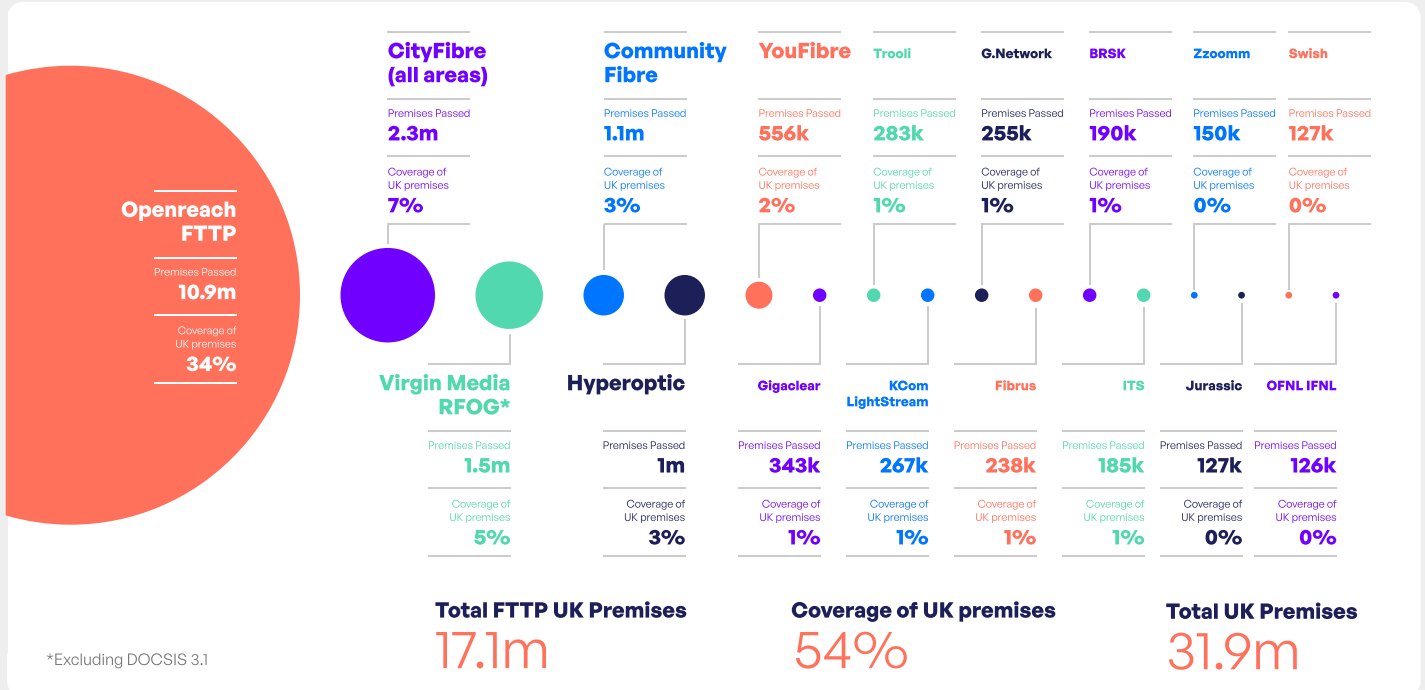 Openreach
FTTP
Premises Passed
10.9m
Coverage of
UK premises
34%
CityFibre
(all areas)
Premises Passed
2.3m
Coverage of
UK premises
7%
Community
Fibre
Premises Passed
1.1m
Coverage of
UK premises
3%
YouFibre
Premises Passed
556k
Coverage of
UK premises
2%
Trooli
Premises Passed
283k
Coverage of
UK premises
1%
G.Network
Premises Passed
255k
Coverage of
UK premises
1%
BRSK
Premises Passed
190k
Coverage of
UK premises
1%
Zzoomm
Premises Passed
150k
Coverage of
UK premises
0%
Swish
Premises Passed
127k
Coverage of
UK premises
0%
Virgin Media
RFOG*
Premises Passed
1.5m
Coverage of
UK premises
5%
Hyperoptic
Premises Passed
1m
Coverage of
UK premises
3%
Gigaclear
Premises Passed
343k
Coverage of
UK premises
1%
KCom
LightStream
Premises Passed
267k
Coverage of
UK premises
1%
Fibrus
Premises Passed
238k
Coverage of
UK premises
1%
ITS
Premises Passed
185k
Coverage of
UK premises
1%
Jurassic
Premises Passed
127k
Coverage of
UK premises
0%
OFNL IFNL
Premises Passed
126k
Coverage of
UK premises
0%
Total FTTP UK Premises
17.1m
Coverage of UK premises
54%
Total UK Premises
31.9m
*Excluding DOCSIS 3.1